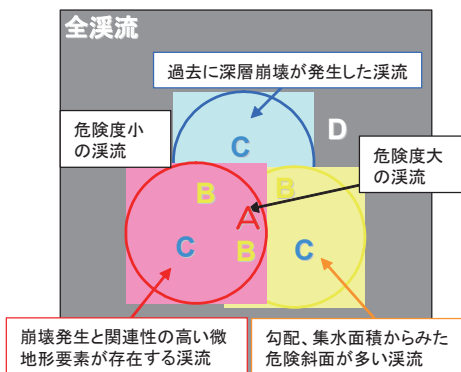 全渓流
過去に深層崩壊が発生した渓流
危険度小
の渓流
D
C
危険度大
の渓流
B
B
A
C
B
C
崩壊発生と関連性の高い微
地形要素が存在する渓流
勾配、集水面積からみた
危険斜面が多い渓流